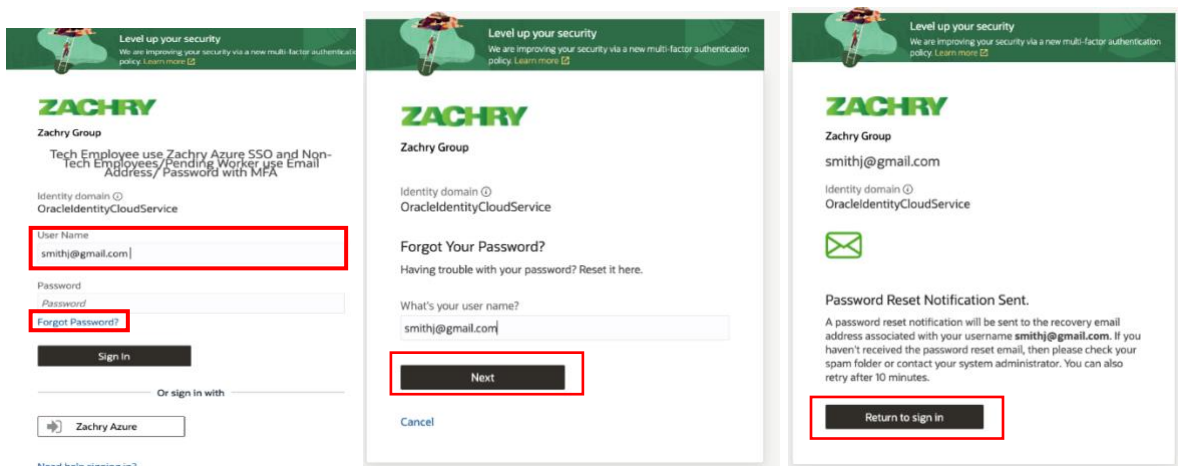 Level up your security
We are improving your security via a new multi-factor authentication
policy. Learn more
ZACHRY
Zachry Group
Tech Employee use Zachry Azure SSO and Non-
Tech Employees/Pending Worker use Email
Address/ Password with MFA
Identity domain
OracleIdentityCloudService
User Name
smithj@gmail.com
Password
Password
Forgot Password?
Sign In
Or sign in with
Zachry Azure
Need help signing in?
Level up your security
We are improving your security via a new multi-factor authentication
policy. Learn more
ZACHRY
Zachry Group
Identity domain
OracleIdentityCloudService
Forgot Your Password?
Having trouble with your password? Reset it here.
What's your user name?
smithj@gmail.com
Next
Cancel
Level up your security
We are improving your security via a new multi-factor authentication
policy. Learn more
ZACHRY
Zachry Group
smithj@gmail.com
Identity domain
OracleIdentityCloudService
Password Reset Notification Sent.
A password reset notification will be sent to the recovery email
address associated with your username smithj@gmail.com. If you
haven't received the password reset email, then please check your
spam folder or contact your system administrator. You can also
retry after 10 minutes.
Return to sign in